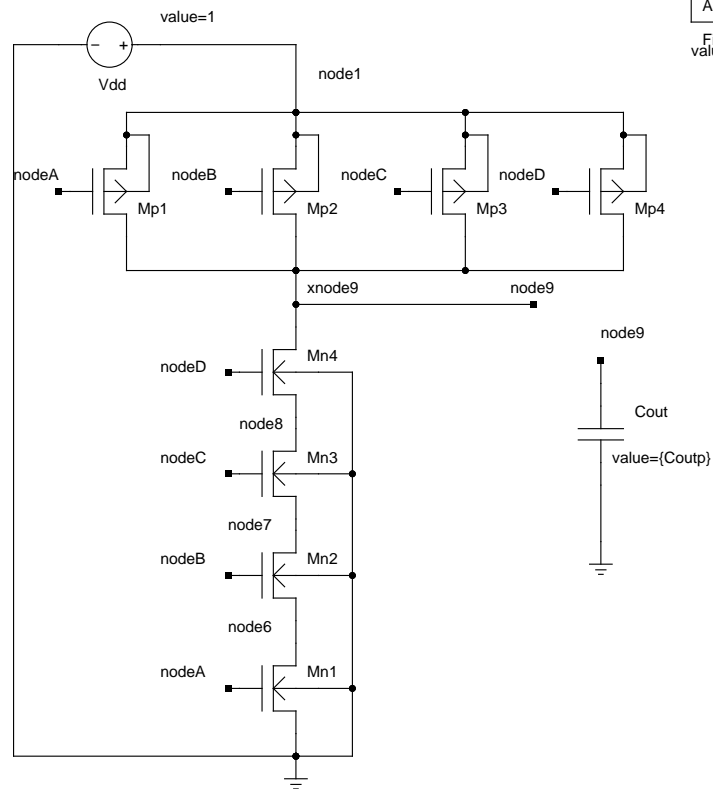 value=1
A
F
valu
−
+
Vdd
node1
nodeA
nodeB
nodeC
nodeD
Mp1
Mp2
Mp3
Mp4
xnode9
node9
node9
nodeD
Mn4
node8
Cout
nodeC
Mn3
value={Coutp}
node7
nodeB
Mn2
node6
nodeA
Mn1